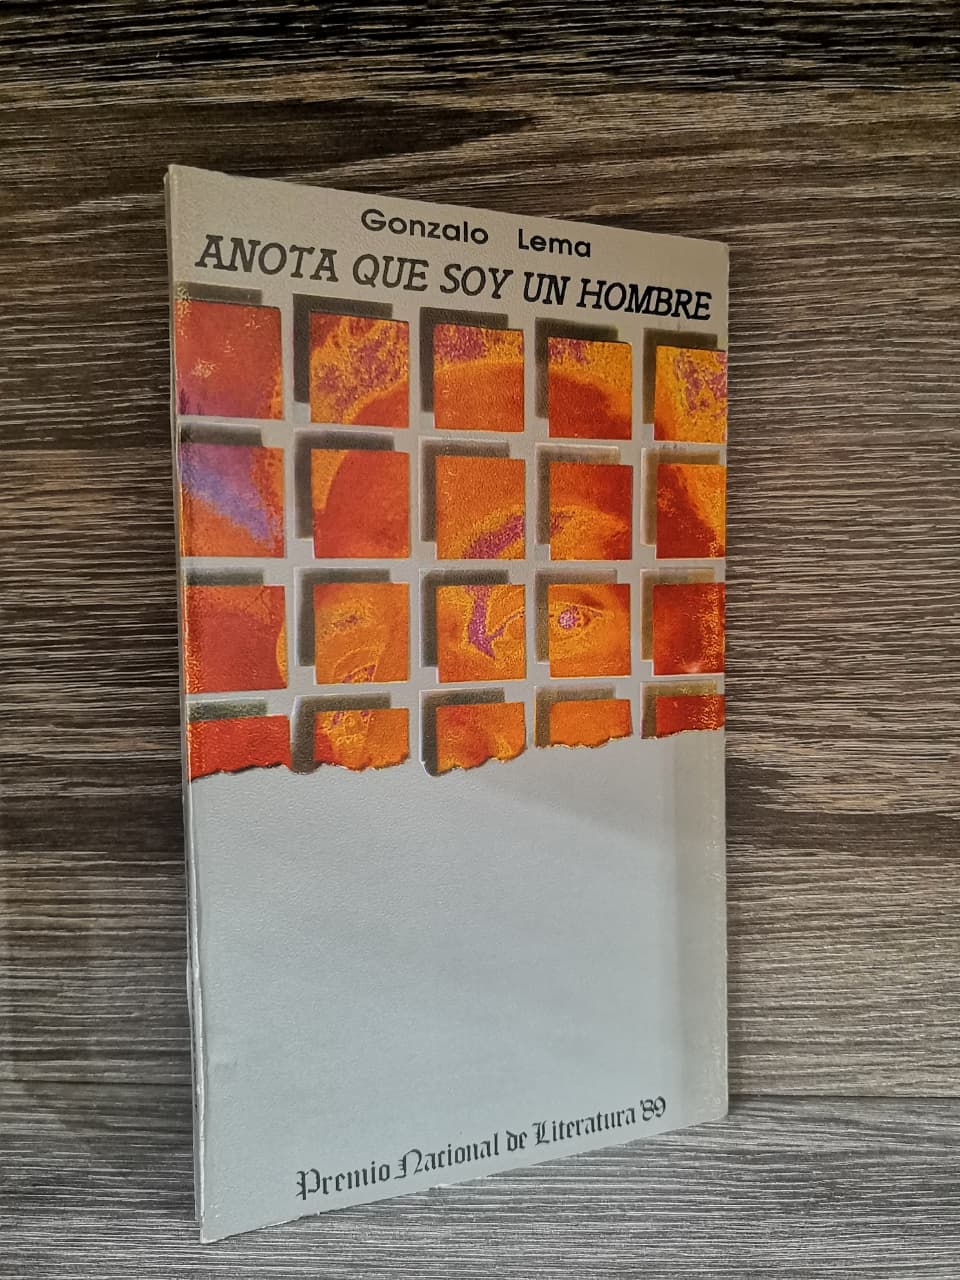 Gonzalo Lema
ANOTA QUE SOY UN HOMBRE
Premio Nacional de Literatura '89